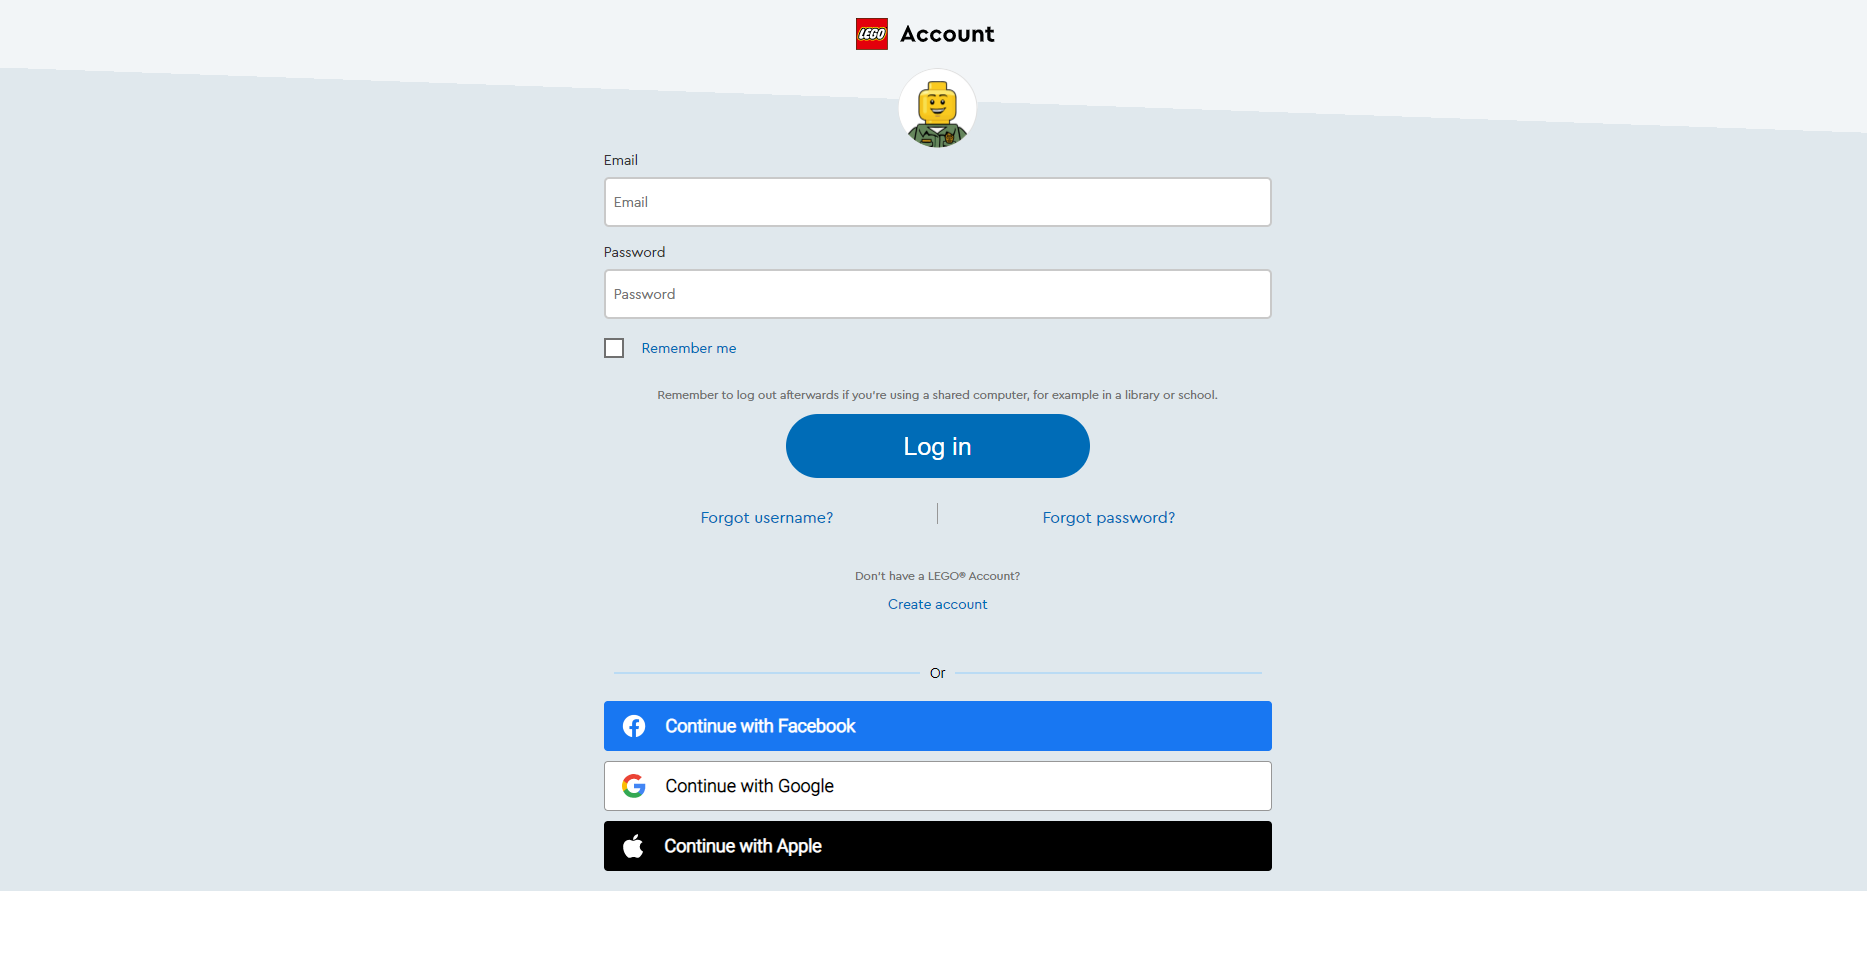 LEGO Account
Email
Email
Password
Password
Remember me
Remember to log out afterwards if you're using a shared computer, for example in a library or school.
Log in
Forgot username?
Forgot password?
Don't have a LEGO® Account?
Create account
Or
Continue with Facebook
Continue with Google
Continue with Apple